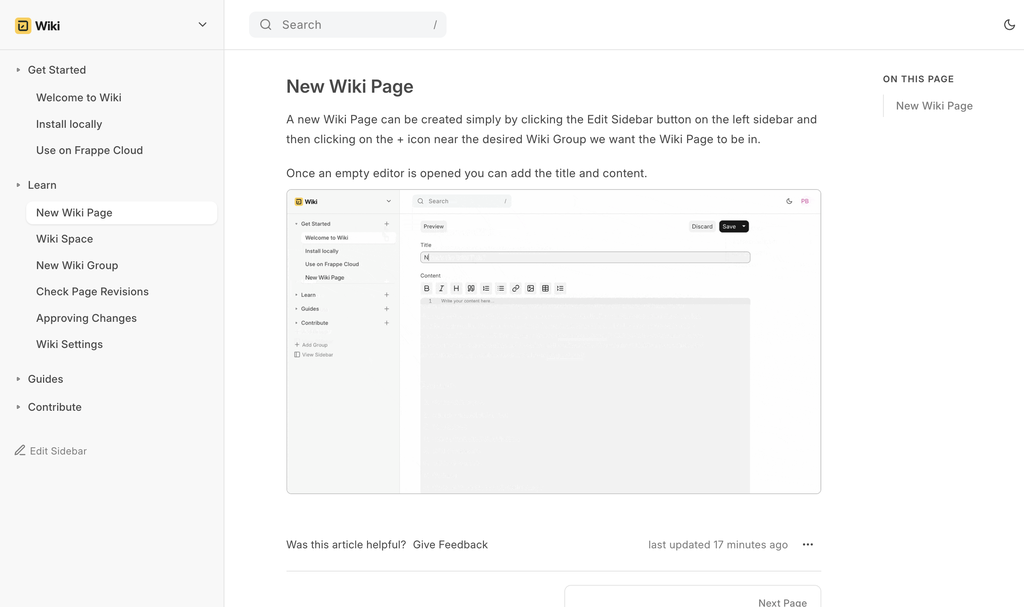 Wiki
Search /
Get Started
Welcome to Wiki
Install locally
Use on Frappe Cloud
Learn
New Wiki Page
Wiki Space
New Wiki Group
Check Page Revisions
Approving Changes
Wiki Settings
Guides
Contribute
Edit Sidebar
New Wiki Page
A new Wiki Page can be created simply by clicking the Edit Sidebar button on the left sidebar and
then clicking on the + icon near the desired Wiki Group we want the Wiki Page to be in.
Once an empty editor is opened you can add the title and content.
Wiki
Search /
PB
Get Started +
Welcome to Wiki
Install locally
Use on Frappe Cloud
New Wiki Page
Learn +
Guides +
Contribute +
+ Add Group
View Sidebar
Preview
Discard Save
Title
N
Content
B I H
1 Write your content here...
Was this article helpful? Give Feedback
last updated 17 minutes ago
Next Page
ON THIS PAGE
New Wiki Page